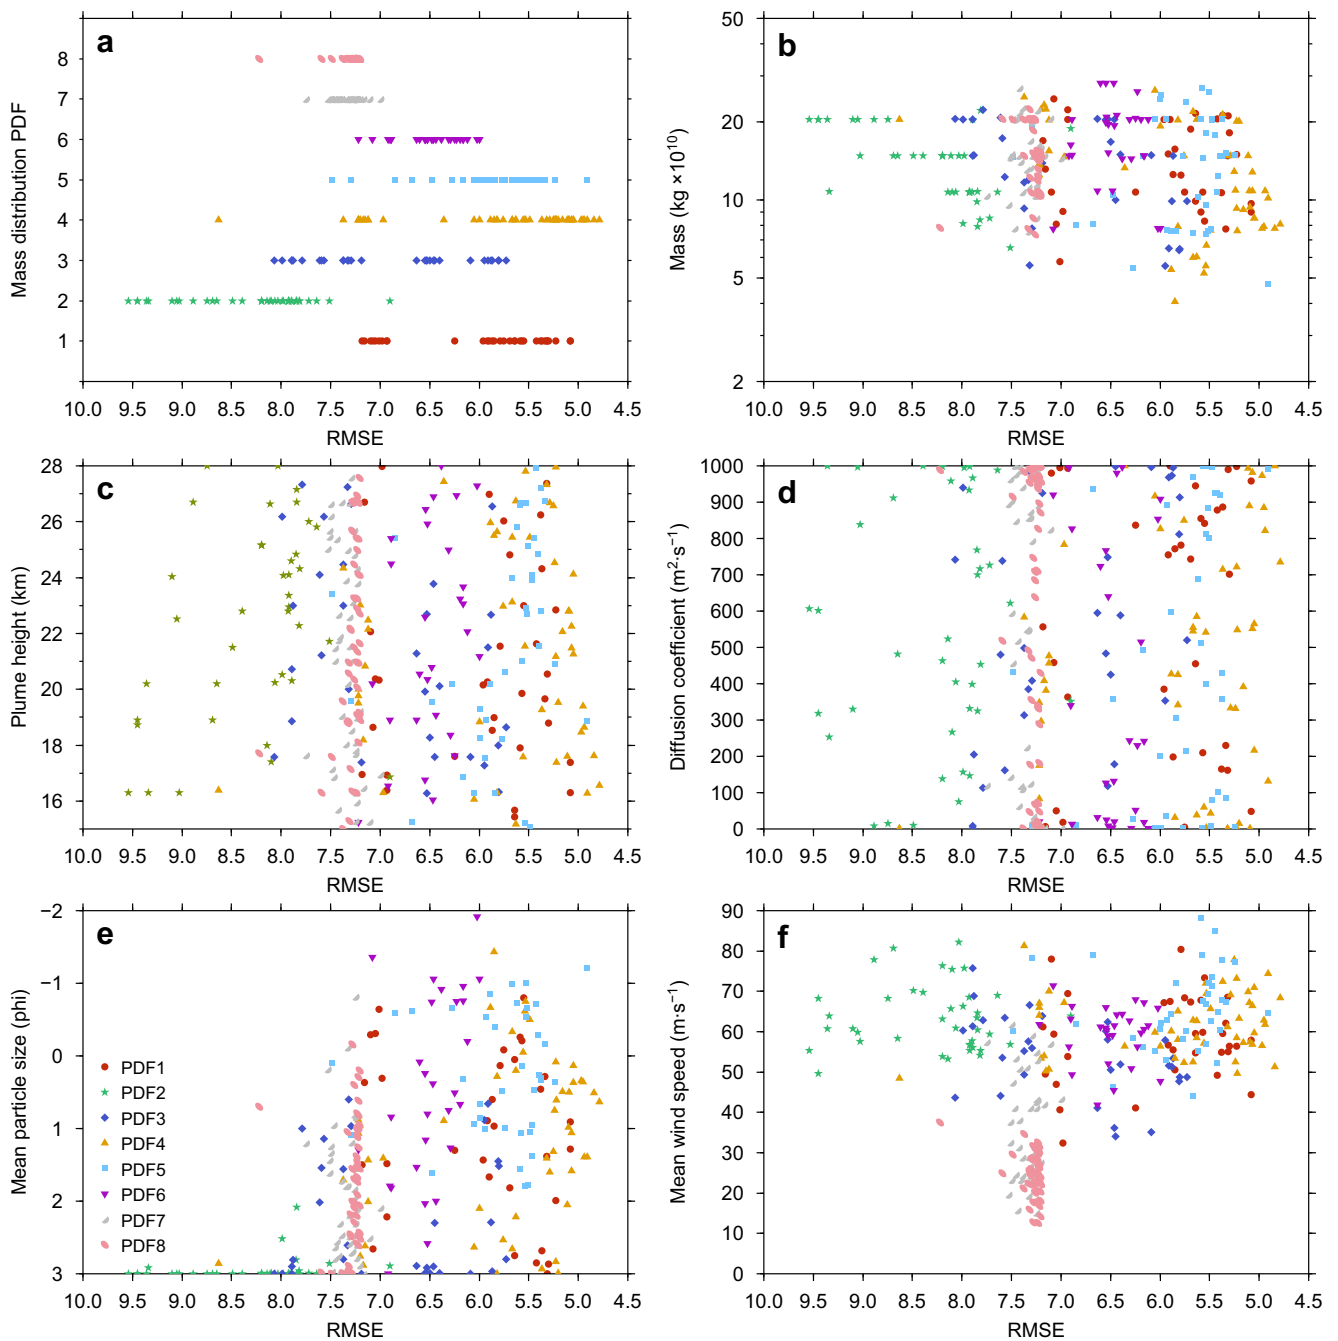 a
Mass distribution PDF
8
7
6
5
4
3
2
1
10.0 9.5 9.0 8.5 8.0 7.5 7.0 6.5 6.0 5.5 5.0 4.5
RMSE
b
Mass (kg ×10¹⁰)
50
20
10
5
2
10.0 9.5 9.0 8.5 8.0 7.5 7.0 6.5 6.0 5.5 5.0 4.5
RMSE
c
Plume height (km)
28
26
24
22
20
18
16
10.0 9.5 9.0 8.5 8.0 7.5 7.0 6.5 6.0 5.5 5.0 4.5
RMSE
d
Diffusion coefficient (m²·s⁻¹)
1000
900
800
700
600
500
400
300
200
100
0
10.0 9.5 9.0 8.5 8.0 7.5 7.0 6.5 6.0 5.5 5.0 4.5
RMSE
e
Mean particle size (phi)
−2
−1
0
1
2
3
PDF1
PDF2
PDF3
PDF4
PDF5
PDF6
PDF7
PDF8
10.0 9.5 9.0 8.5 8.0 7.5 7.0 6.5 6.0 5.5 5.0 4.5
RMSE
f
Mean wind speed (m·s⁻¹)
90
80
70
60
50
40
30
20
10
0
10.0 9.5 9.0 8.5 8.0 7.5 7.0 6.5 6.0 5.5 5.0 4.5
RMSE